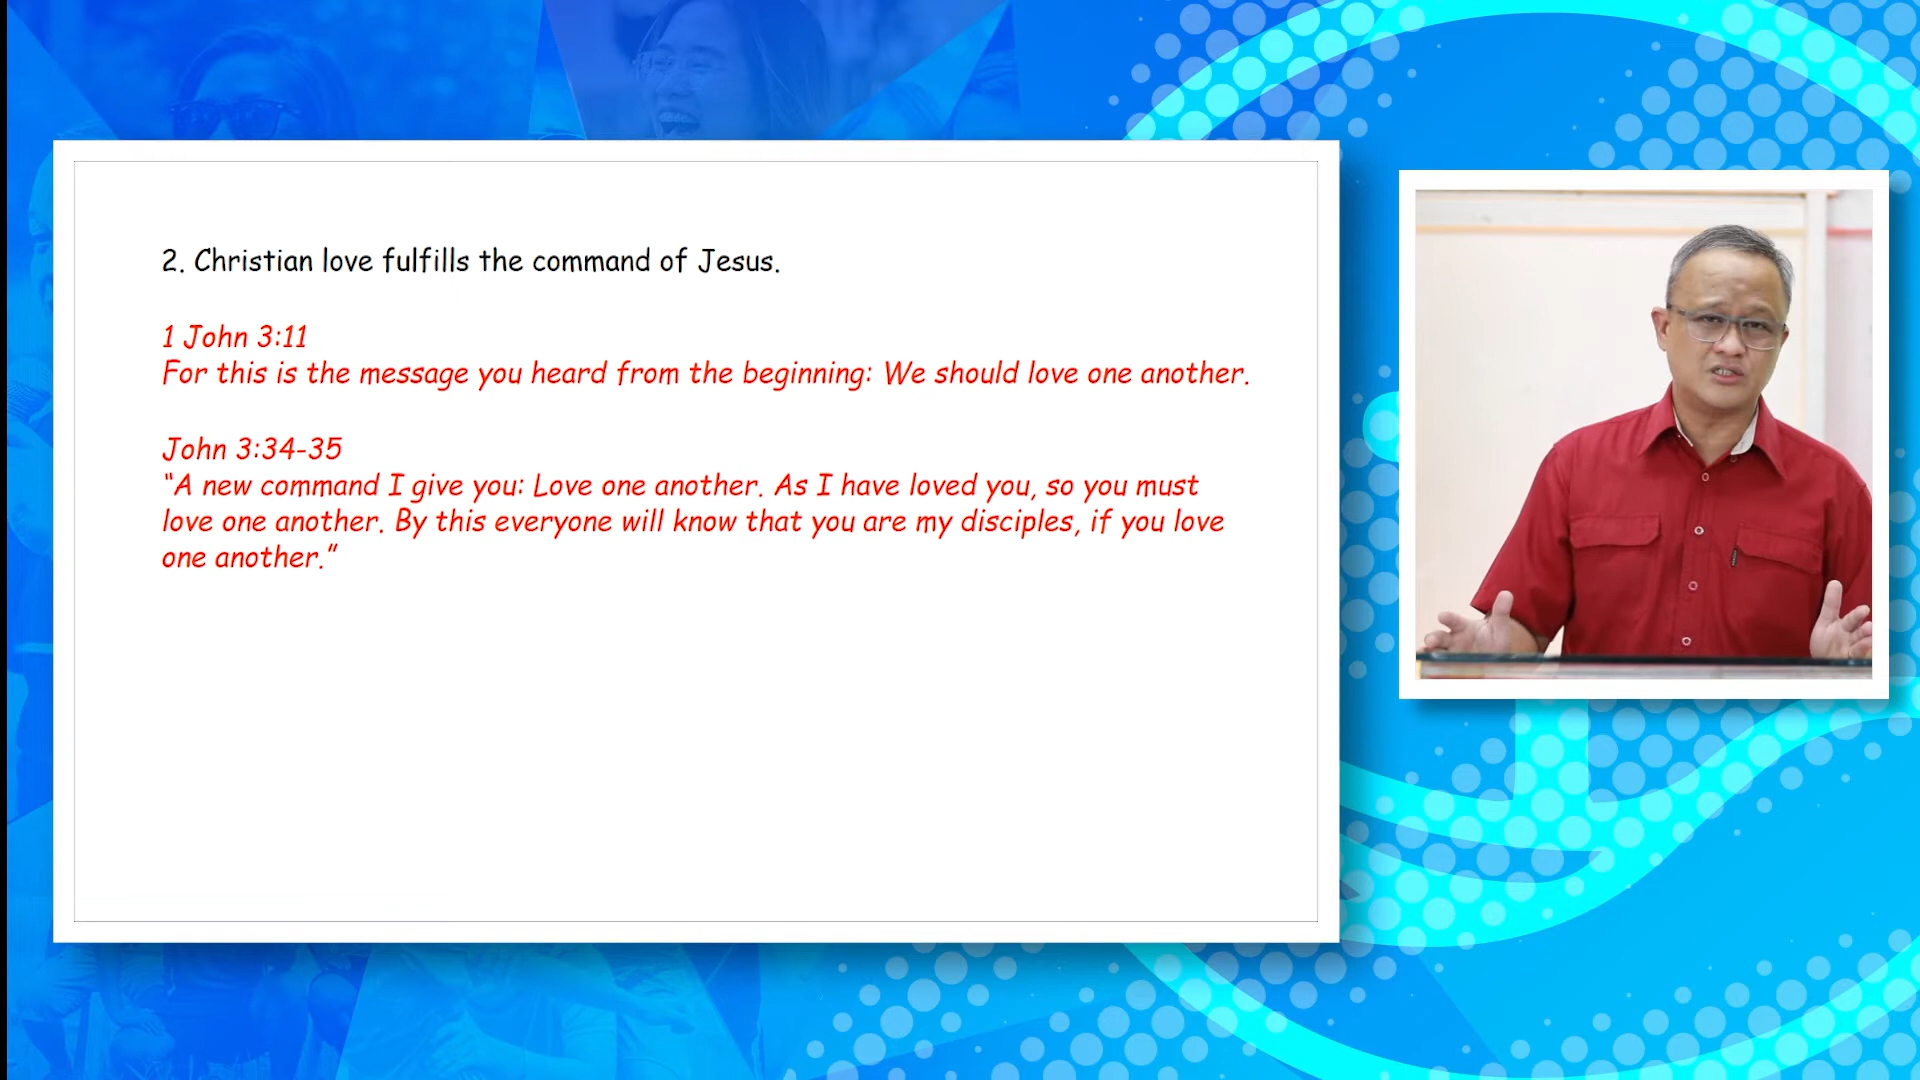 2. Christian love fulfills the command of Jesus.
1 John 3:11
For this is the message you heard from the beginning: We should love one another.
John 3:34-35
“A new command I give you: Love one another. As I have loved you, so you must
love one another. By this everyone will know that you are my disciples, if you love
one another.”